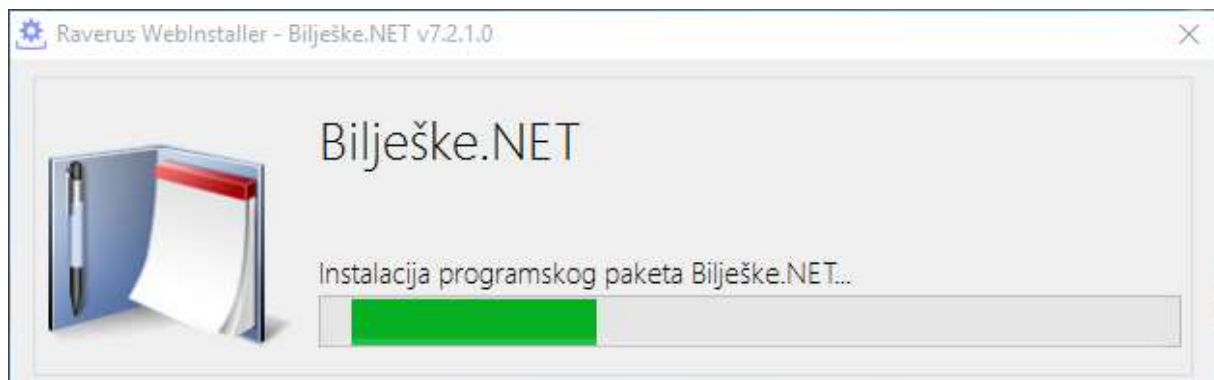 Raverus WebInstaller - Bilješke.NET v7.2.1.0
Bilješke.NET
Instalacija programskog paketa Bilješke.NET...